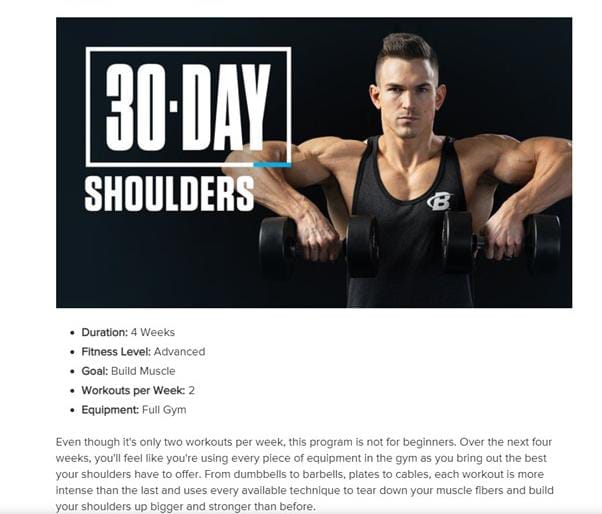 30·DAY
SHOULDERS
B
Duration: 4 Weeks
Fitness Level: Advanced
Goal: Build Muscle
Workouts per Week: 2
Equipment: Full Gym
Even though it's only two workouts per week, this program is not for beginners. Over the next four
weeks, you'll feel like you're using every piece of equipment in the gym as you bring out the best
your shoulders have to offer. From dumbbells to barbells, plates to cables, each workout is more
intense than the last and uses every available technique to tear down your muscle fibers and build
your shoulders up bigger and stronger than before.